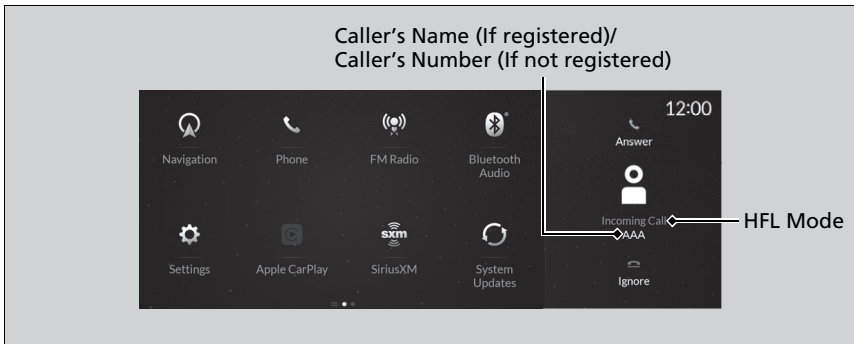 Caller's Name (If registered)/
Caller's Number (If not registered)
12:00
Navigation
Phone
FM Radio
Bluetooth
Audio
Answer
Incoming Call
AAA
HFL Mode
Settings
Apple CarPlay
sxm
SiriusXM
System
Updates
Ignore